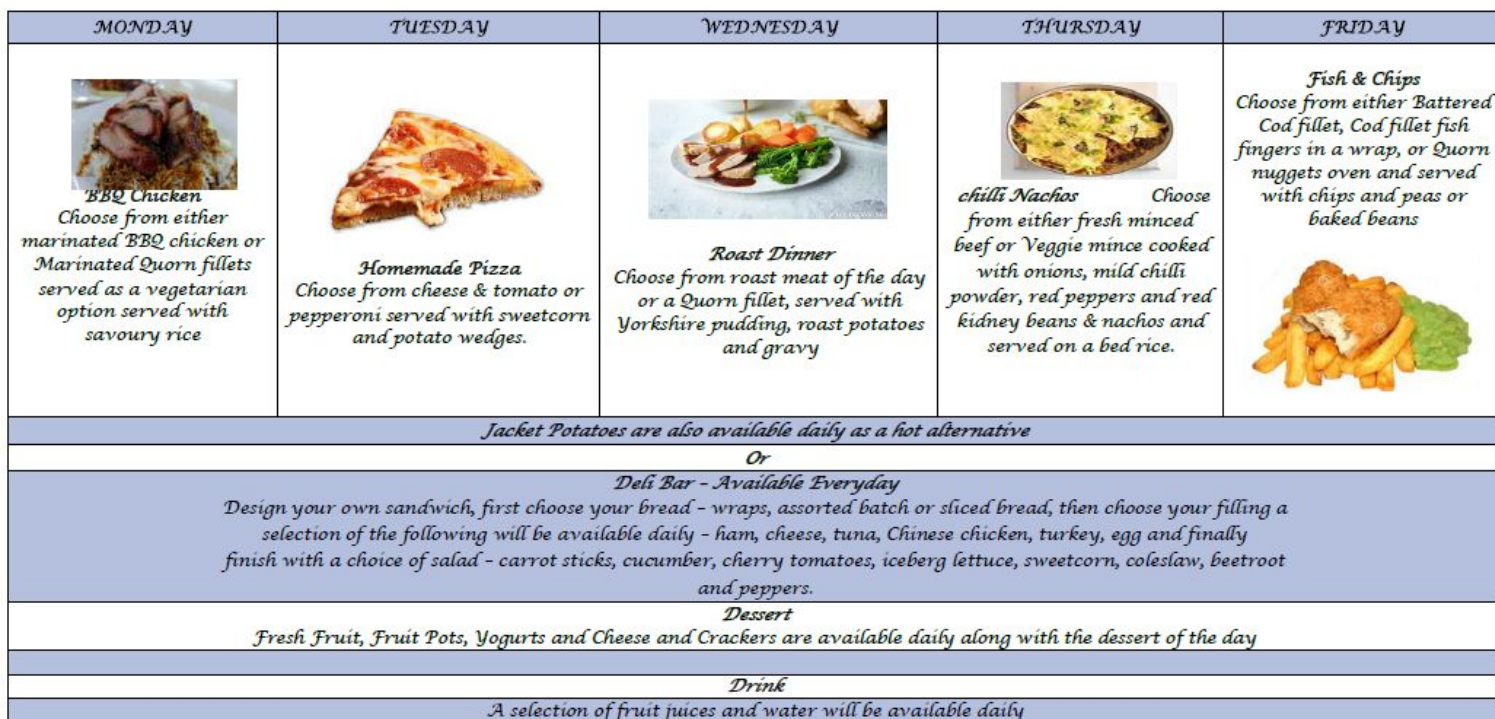 MONDAY
TUESDAY
WEDNESDAY
THURSDAY
FRIDAY
BBQ Chicken
Choose from either
marinated BBQ chicken or
Marinated Quorn fillets
served as a vegetarian
option served with
savoury rice
Homemade Pizza
Choose from cheese & tomato or
pepperoni served with sweetcorn
and potato wedges.
Roast Dinner
Choose from roast meat of the day
or a Quorn fillet, served with
Yorkshire pudding, roast potatoes
and gravy
chilli Nachos Choose
from either fresh minced
beef or Veggie mince cooked
with onions, mild chilli
powder, red peppers and red
kidney beans & nachos and
served on a bed rice.
Fish & Chips
Choose from either Battered
Cod fillet, Cod fillet fish
fingers in a wrap, or Quorn
nuggets oven and served
with chips and peas or
baked beans
Jacket Potatoes are also available daily as a hot alternative
Or
Deli Bar – Available Everyday
Design your own sandwich, first choose your bread – wraps, assorted batch or sliced bread, then choose your filling a
selection of the following will be available daily – ham, cheese, tuna, Chinese chicken, turkey, egg and finally
finish with a choice of salad – carrot sticks, cucumber, cherry tomatoes, iceberg lettuce, sweetcorn, coleslaw, beetroot
and peppers.
Dessert
Fresh Fruit, Fruit Pots, Yogurts and Cheese and Crackers are available daily along with the dessert of the day
Drink
A selection of fruit juices and water will be available daily